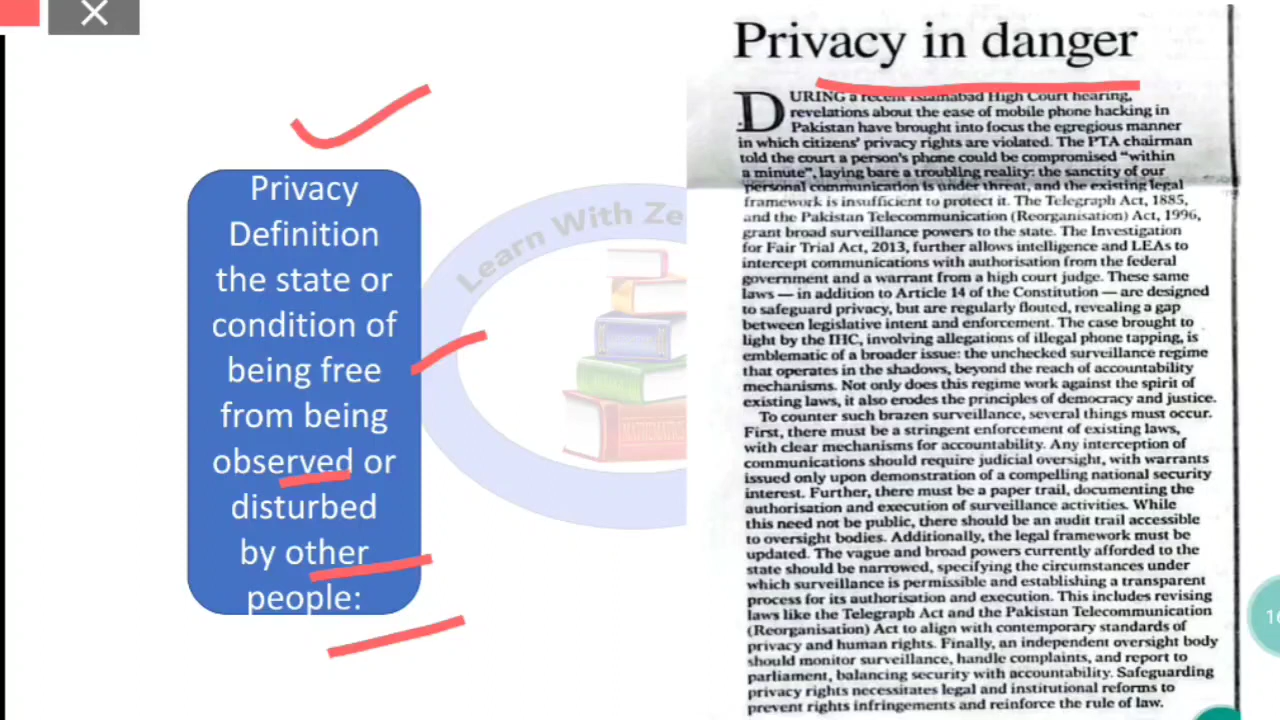 Privacy
Definition
the state or
condition of
being free
from being
observed or
disturbed
by other
people:
Learn With Ze
MATHEMATIC
Privacy in danger
DURING a recent Islamabad High Court hearing,
revelations about the ease of mobile phone hacking in
Pakistan have brought into focus the egregious manner
in which citizens' privacy rights are violated. The PTA chairman
told the court a person's phone could be compromised "within
a minute", laying bare a troubling reality: the sanctity of our
personal communication is under threat, and the existing legal
framework is insufficient to protect it. The Telegraph Act, 1885,
and the Pakistan Telecommunication (Reorganisation) Act, 1996,
grant broad surveillance powers to the state. The Investigation
for Fair Trial Act, 2013, further allows intelligence and LEAs to
intercept communications with authorisation from the federal
government and a warrant from a high court judge. These same
laws — in addition to Article 14 of the Constitution — are designed
to safeguard privacy, but are regularly flouted, revealing a gap
between legislative intent and enforcement. The case brought to
light by the IHC, involving allegations of illegal phone tapping, is
emblematic of a broader issue: the unchecked surveillance regime
that operates in the shadows, beyond the reach of accountability
mechanisms. Not only does this regime work against the spirit of
existing laws, it also erodes the principles of democracy and justice.
To counter such brazen surveillance, several things must occur.
First, there must be a stringent enforcement of existing laws,
with clear mechanisms for accountability. Any interception of
communications should require judicial oversight, with warrants
issued only upon demonstration of a compelling national security
interest. Further, there must be a paper trail, documenting the
authorisation and execution of surveillance activities. While
this need not be public, there should be an audit trail accessible
to oversight bodies. Additionally, the legal framework must be
updated. The vague and broad powers currently afforded to the
state should be narrowed, specifying the circumstances under
which surveillance is permissible and establishing a transparent
process for its authorisation and execution. This includes revising
laws like the Telegraph Act and the Pakistan Telecommunication
(Reorganisation) Act to align with contemporary standards of
privacy and human rights. Finally, an independent oversight body
should monitor surveillance, handle complaints, and report to
parliament, balancing security with accountability. Safeguarding
privacy rights necessitates legal and institutional reforms to
prevent rights infringements and reinforce the rule of law.